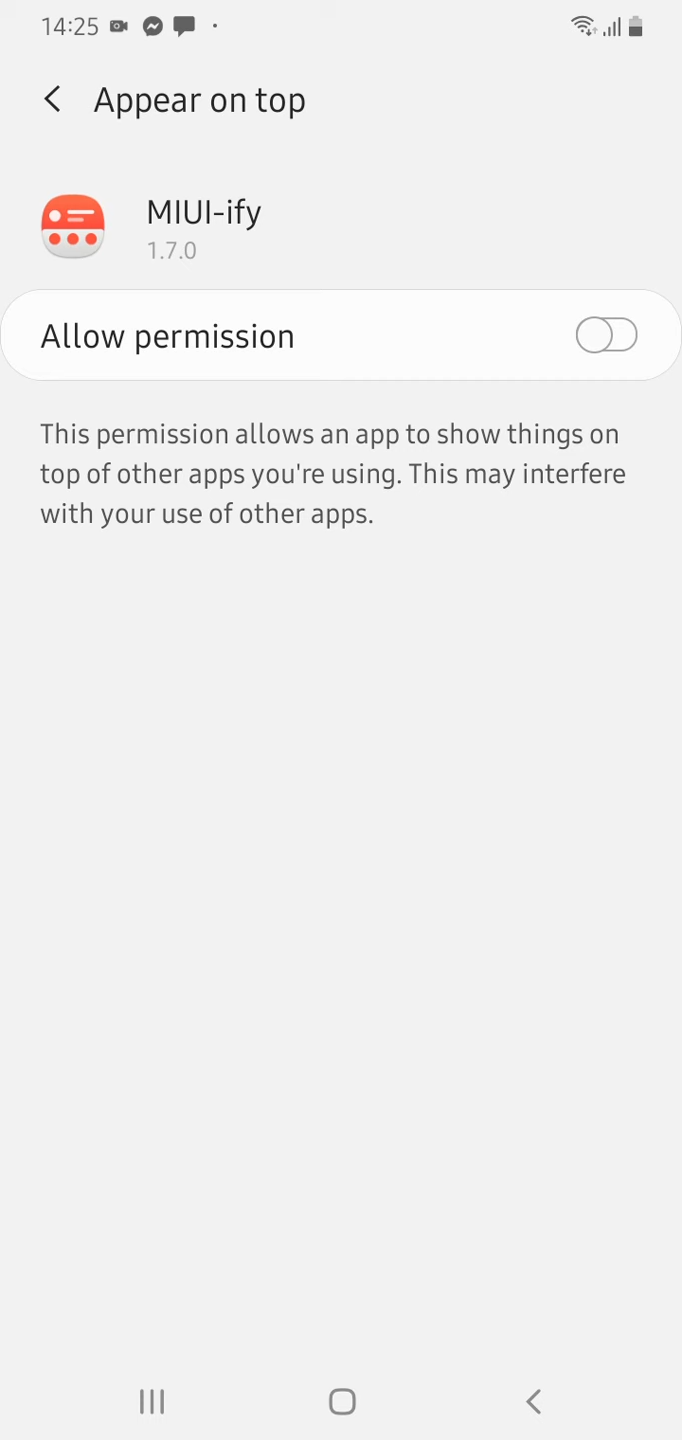 14:25
Appear on top
MIUI-ify
1.7.0
Allow permission
This permission allows an app to show things on
top of other apps you're using. This may interfere
with your use of other apps.